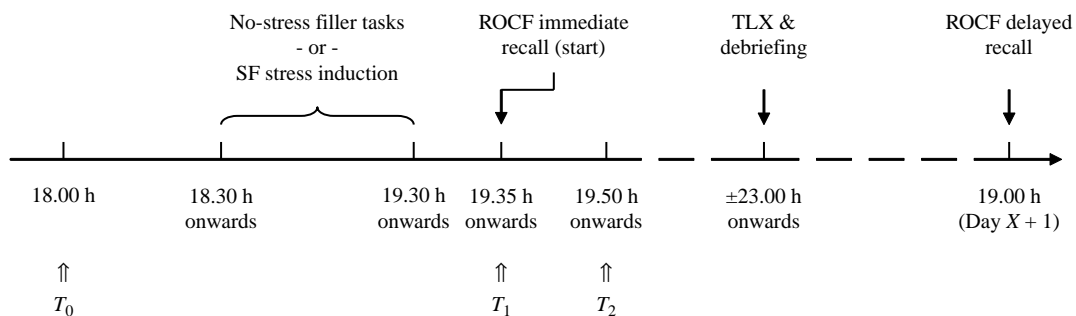 No-stress filler tasks
- or -
SF stress induction
ROCF immediate
recall (start)
TLX &
debriefing
ROCF delayed
recall
18.00 h
18.30 h
onwards
19.30 h
onwards
19.35 h
onwards
19.50 h
onwards
±23.00 h
onwards
19.00 h
(Day X + 1)
⇑ ⇑ ⇑
T0 T1 T2